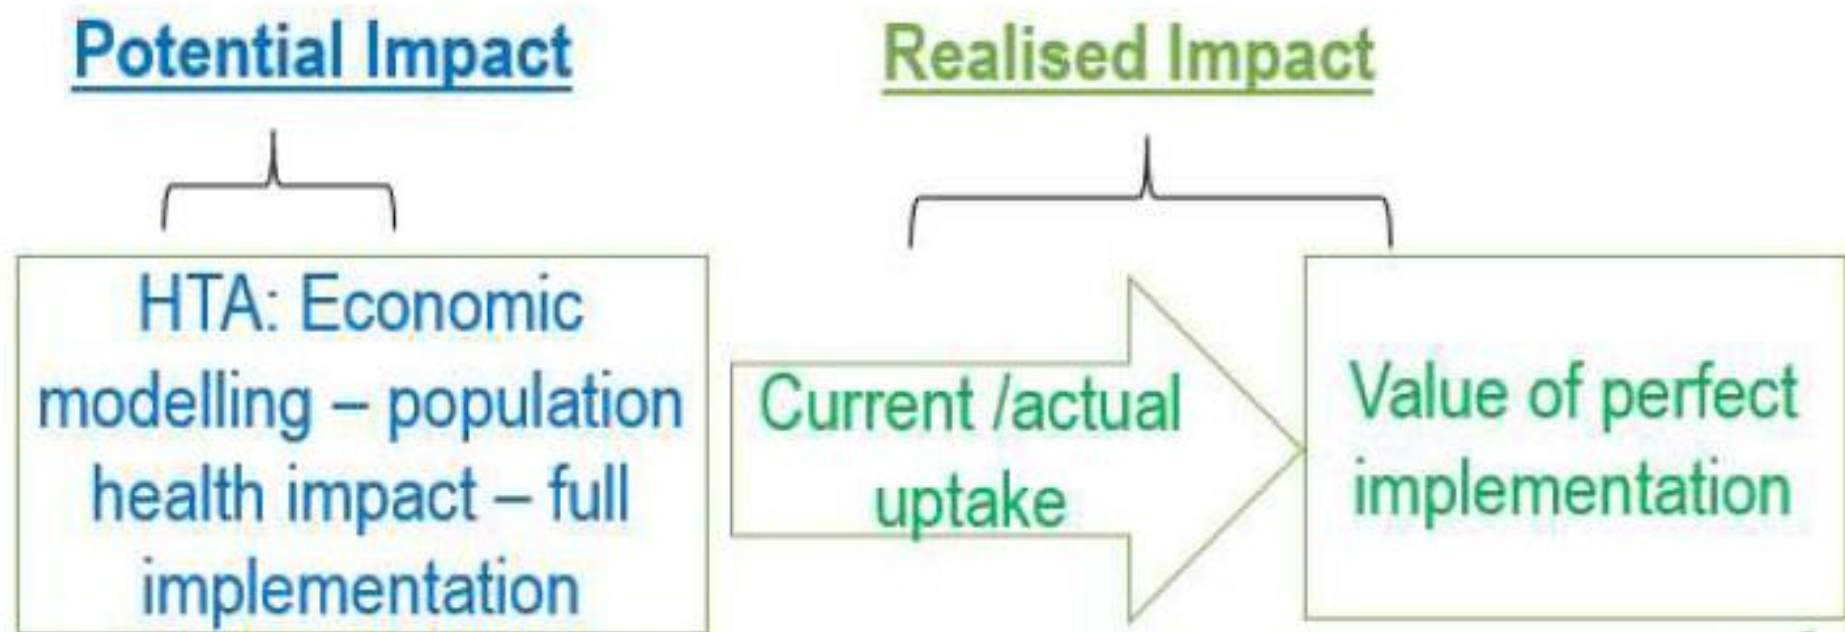 Potential Impact
Realised Impact
HTA: Economic
modelling – population
health impact – full
implementation
Current /actual
uptake
Value of perfect
implementation